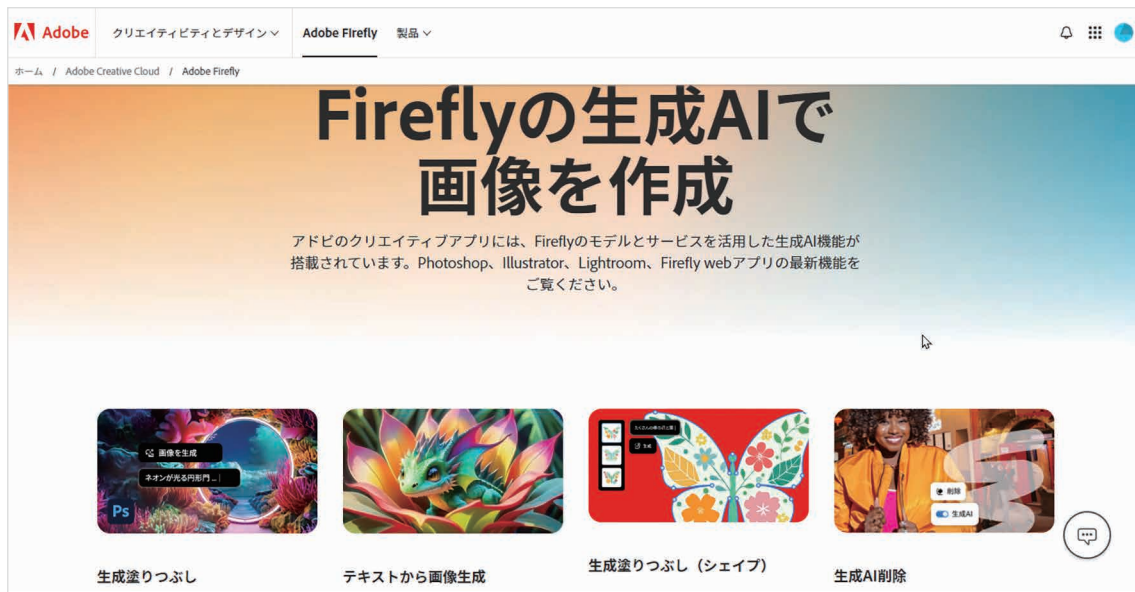 Adobe
クリエイティビティとデザイン
Adobe Firefly
製品
ホーム / Adobe Creative Cloud / Adobe Firefly
Fireflyの生成AIで
画像を作成
アドビのクリエイティブアプリには、Fireflyのモデルとサービスを活用した生成AI機能が
搭載されています。Photoshop、Illustrator、Lightroom、Firefly webアプリの最新機能を
ご覧ください。
画像を生成
ネオンが光る円形門 ...
Ps
生成
削除
生成AI
生成塗りつぶし
テキストから画像生成
生成塗りつぶし（シェイプ）
生成AI削除